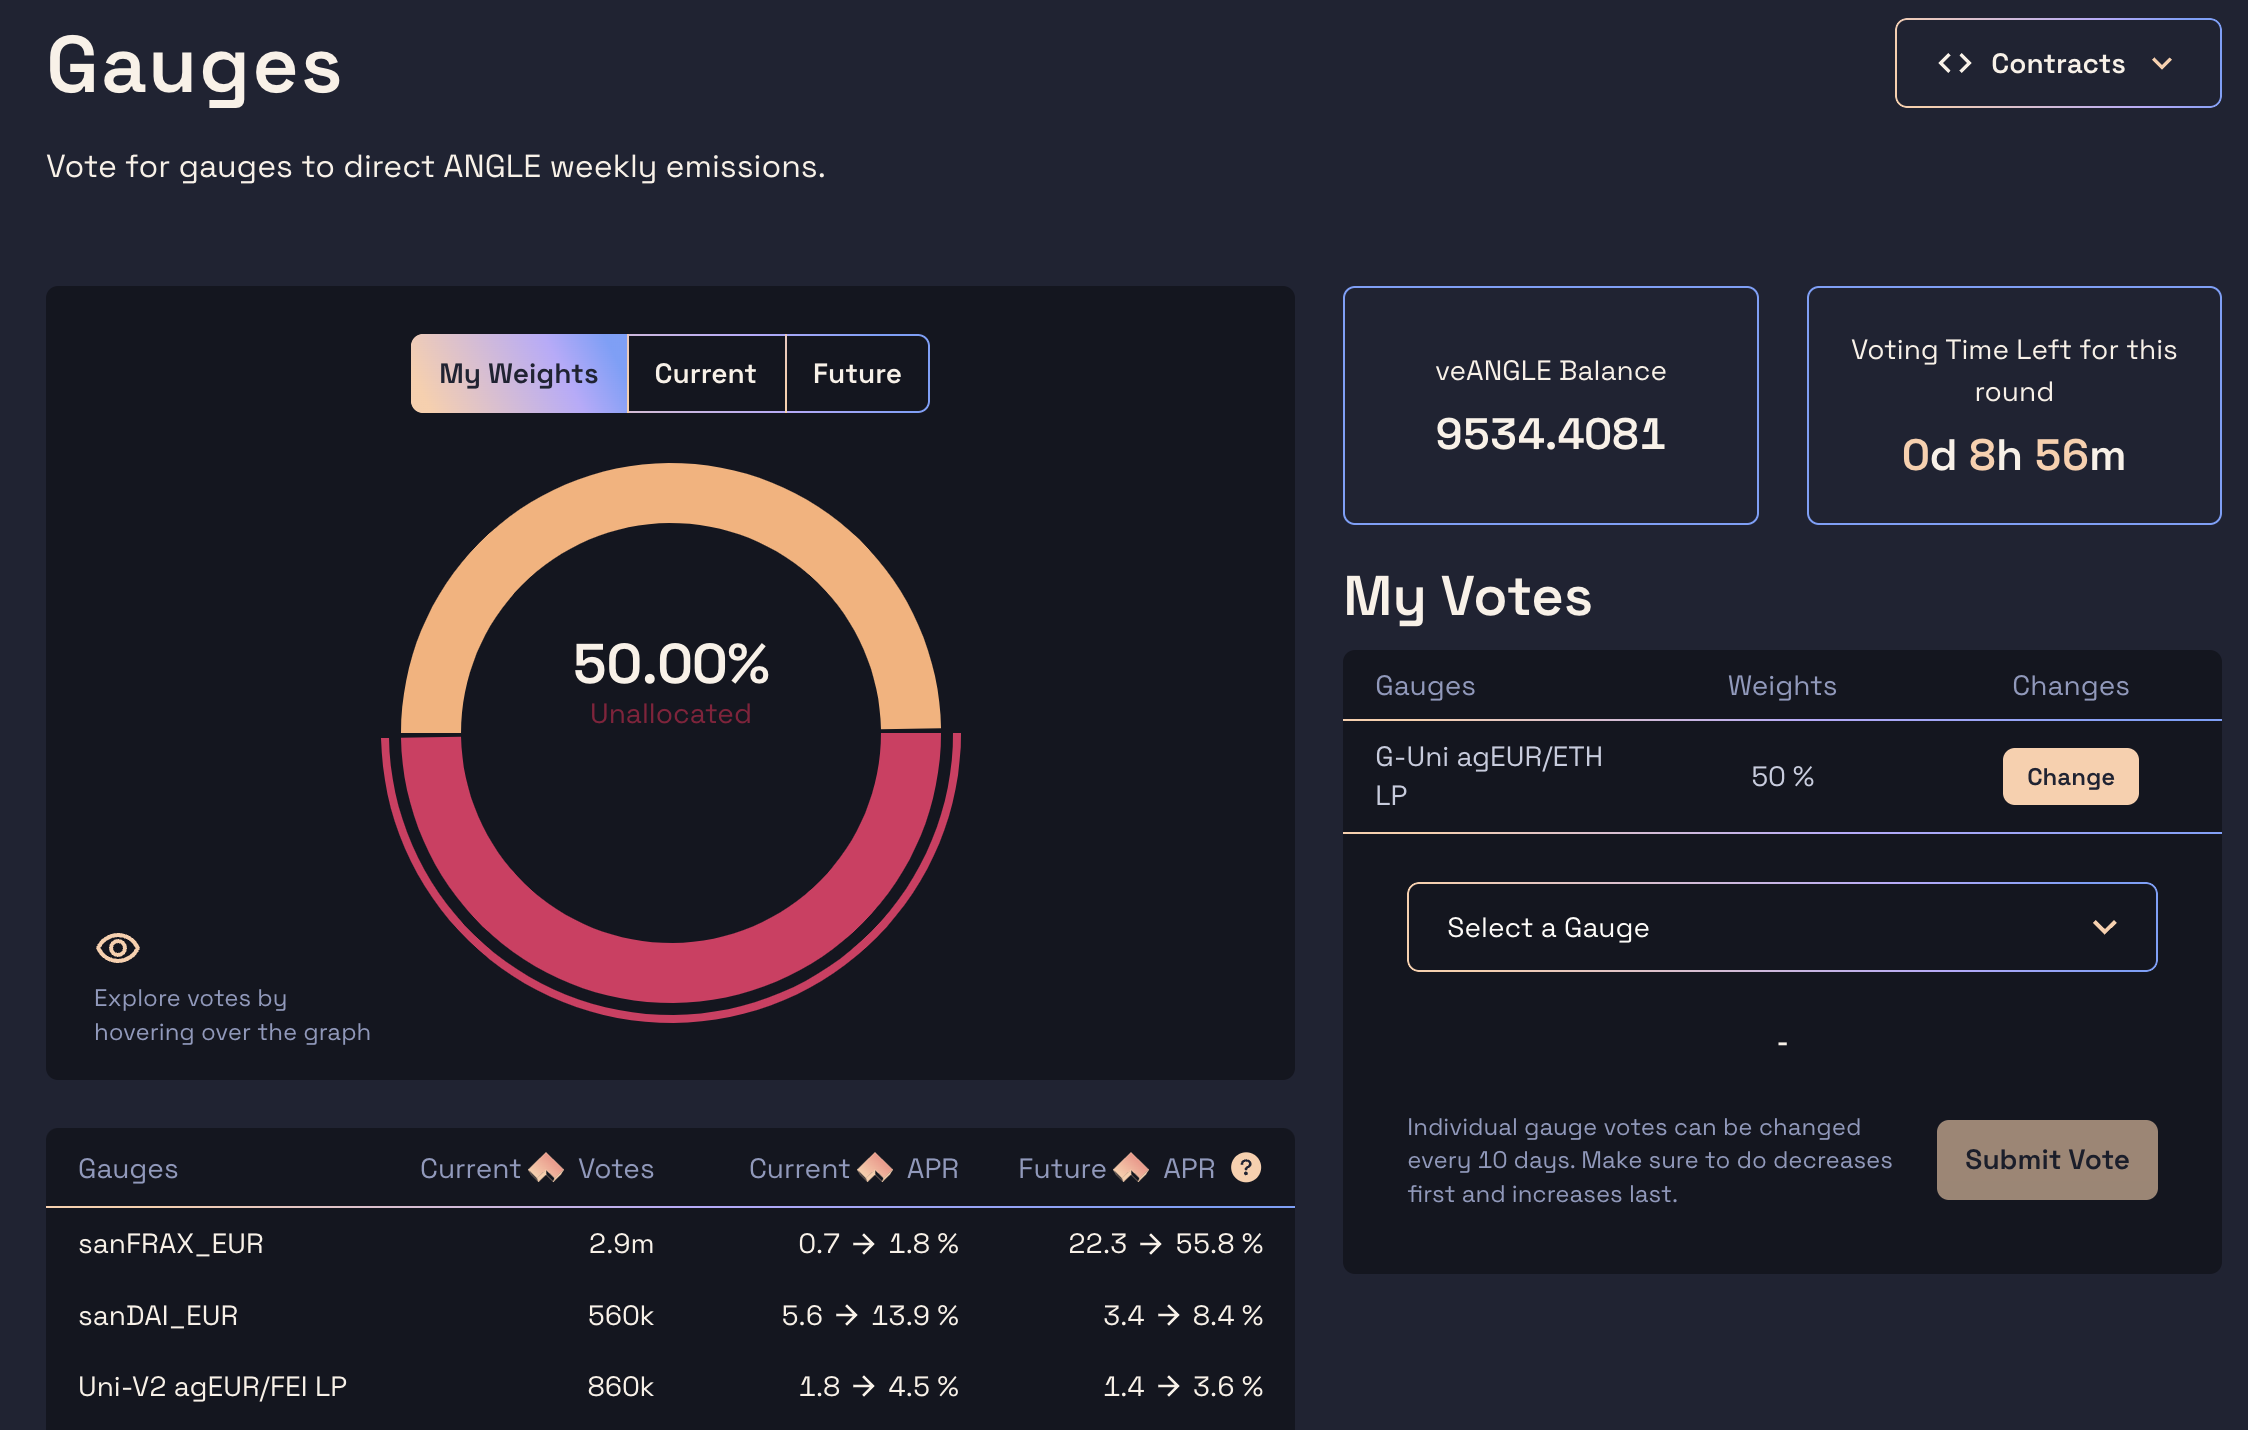 Gauges
Contracts
Vote for gauges to direct ANGLE weekly emissions.
My Weights Current Future
50.00%
Unallocated
Explore votes by
hovering over the graph
veANGLE Balance
9534.4081
Voting Time Left for this
round
0d 8h 56m
My Votes
Gauges Weights Changes
G-Uni agEUR/ETH
LP
50 %
Change
Select a Gauge
-
Individual gauge votes can be changed
every 10 days. Make sure to do decreases
first and increases last.
Submit Vote
Gauges Current Votes Current APR Future APR ?
sanFRAX_EUR 2.9m 0.7 → 1.8 % 22.3 → 55.8 %
sanDAI_EUR 560k 5.6 → 13.9 % 3.4 → 8.4 %
Uni-V2 agEUR/FEI LP 860k 1.8 → 4.5 % 1.4 → 3.6 %